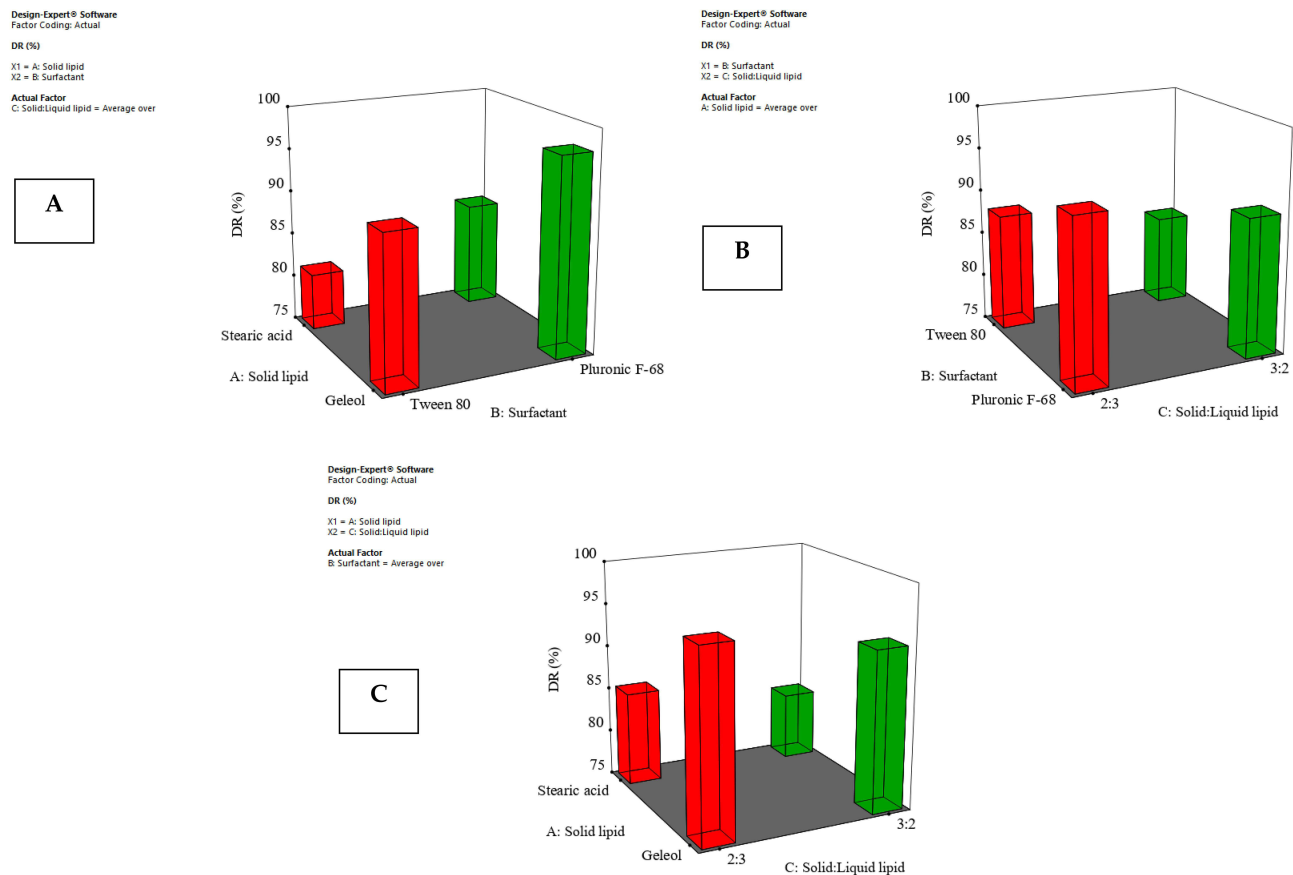 Design-Expert® Software
Factor Coding: Actual
DR (%)
X1 = A: Solid lipid
X2 = B: Surfactant
Actual Factor
C: Solid:Liquid lipid = Average over
A
100
95
90
85
80
75
DR (%)
Stearic acid
A: Solid lipid
Geleol
Tween 80
B: Surfactant
Pluronic F-68
Design-Expert® Software
Factor Coding: Actual
DR (%)
X1 = B: Surfactant
X2 = C: Solid:Liquid lipid
Actual Factor
A: Solid lipid = Average over
B
100
95
90
85
80
75
DR (%)
Tween 80
B: Surfactant
Pluronic F-68
2:3
C: Solid:Liquid lipid
3:2
Design-Expert® Software
Factor Coding: Actual
DR (%)
X1 = A: Solid lipid
X2 = C: Solid:Liquid lipid
Actual Factor
B: Surfactant = Average over
C
100
95
90
85
80
75
DR (%)
Stearic acid
A: Solid lipid
Geleol
2:3
C: Solid:Liquid lipid
3:2